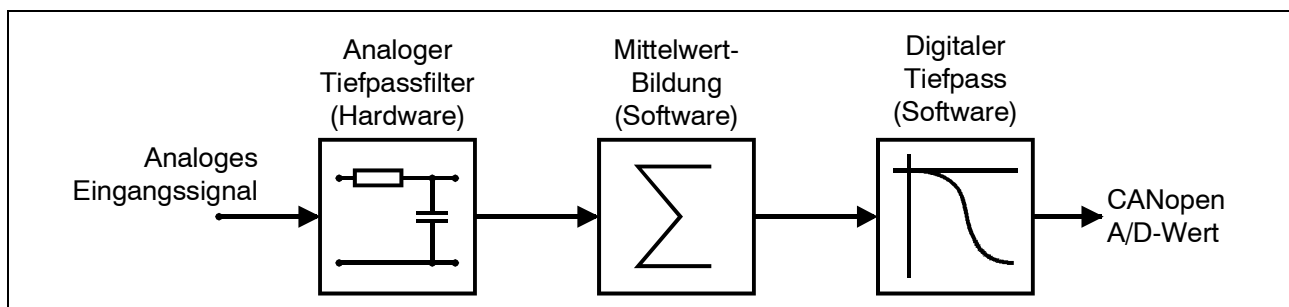 Analoges
Eingangssignal
Analoger
Tiefpassfilter
(Hardware)
Mittelwert-
Bildung
(Software)
Digitaler
Tiefpass
(Software)
CANopen
A/D-Wert